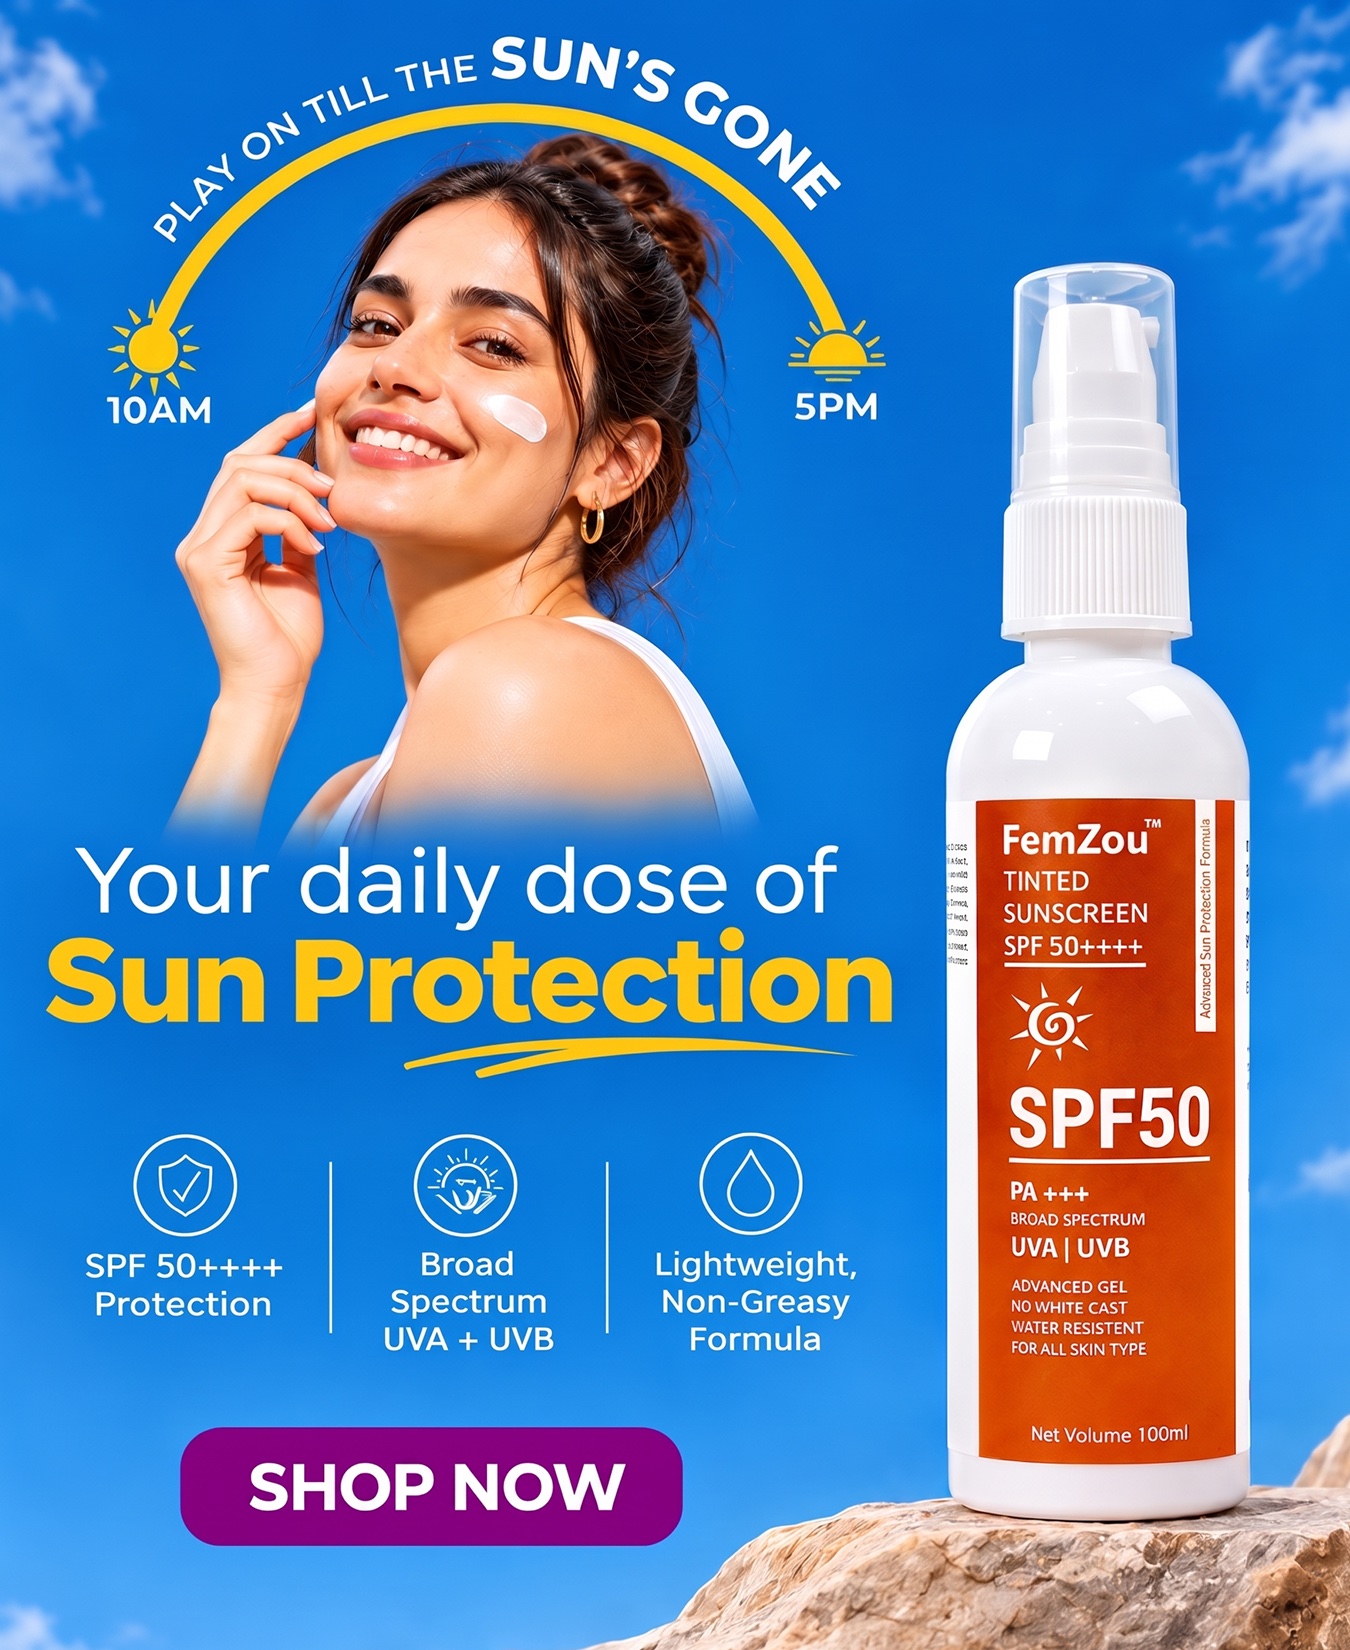 PLAY ON TILL THE SUN'S GONE
10AM
5PM
Your daily dose of
Sun Protection
SPF 50++++
Protection
Broad
Spectrum
UVA + UVB
Lightweight,
Non-Greasy
Formula
SHOP NOW
FemZou™
TINTED
SUNSCREEN
SPF 50++++
Advanced Sun Protection Formula
SPF50
PA +++
BROAD SPECTRUM
UVA | UVB
ADVANCED GEL
NO WHITE CAST
WATER RESISTENT
FOR ALL SKIN TYPE
Net Volume 100ml